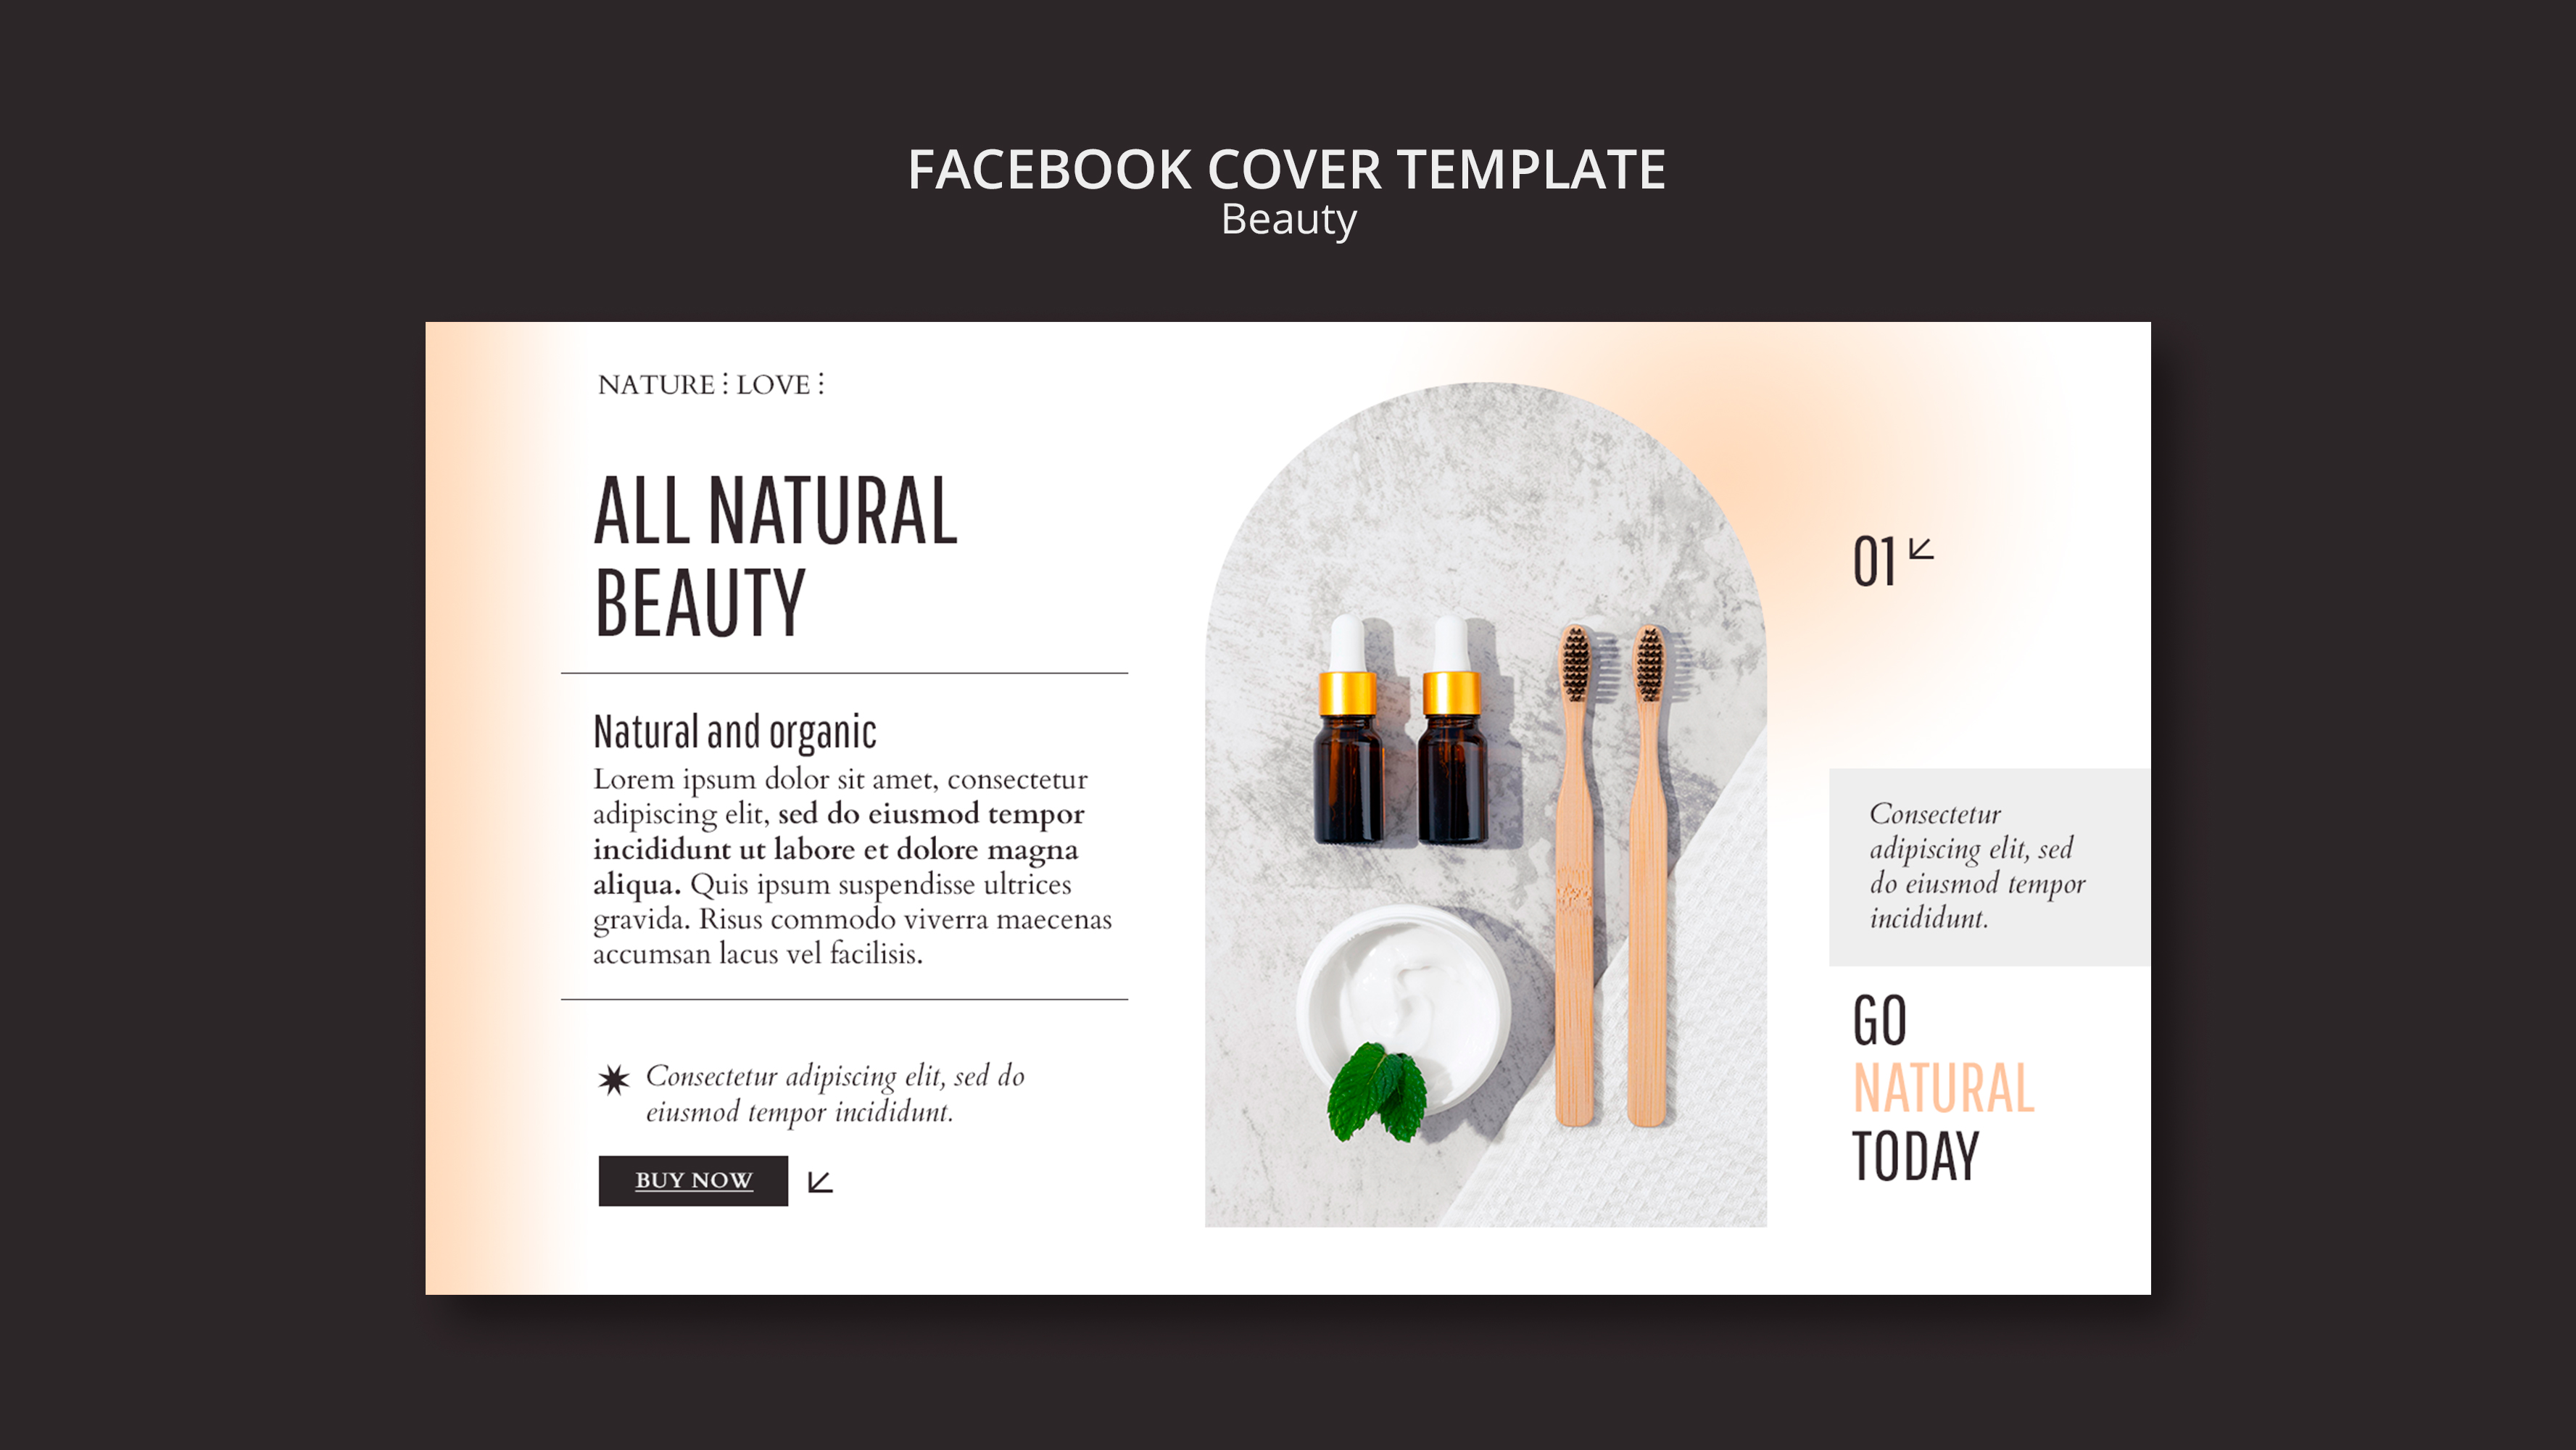 FACEBOOK COVER TEMPLATE
Beauty
NATURE⋮LOVE⋮
ALL NATURAL
BEAUTY
Natural and organic
Lorem ipsum dolor sit amet, consectetur
adipiscing elit, sed do eiusmod tempor
incididunt ut labore et dolore magna
aliqua. Quis ipsum suspendisse ultrices
gravida. Risus commodo viverra maecenas
accumsan lacus vel facilisis.
Consectetur adipiscing elit, sed do
eiusmod tempor incididunt.
BUY NOW
01
Consectetur
adipiscing elit, sed
do eiusmod tempor
incididunt.
GO
NATURAL
TODAY